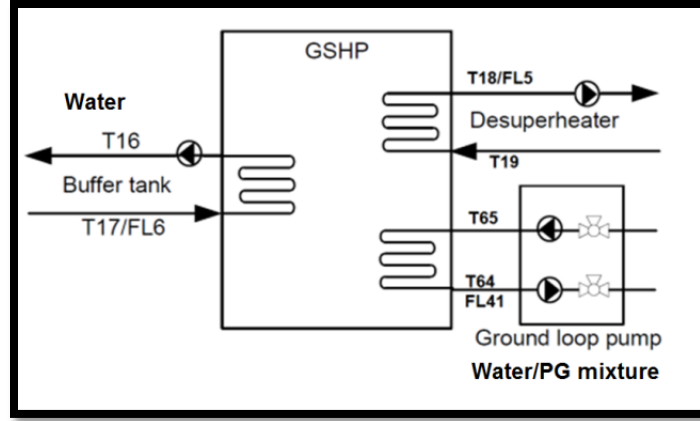 GSHP
T18/FL5
Water
Desuperheater
T16
T19
Buffer tank
T17/FL6
T65
T64
FL41
Ground loop pump
Water/PG mixture